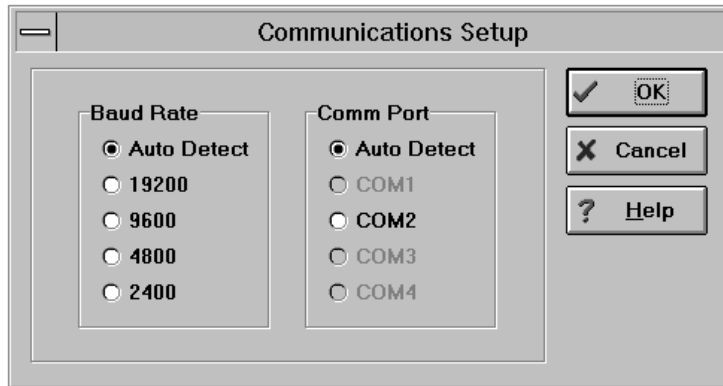 Communications Setup
Baud Rate
Auto Detect
19200
9600
4800
2400
Comm Port
Auto Detect
COM1
COM2
COM3
COM4
OK
Cancel
Help